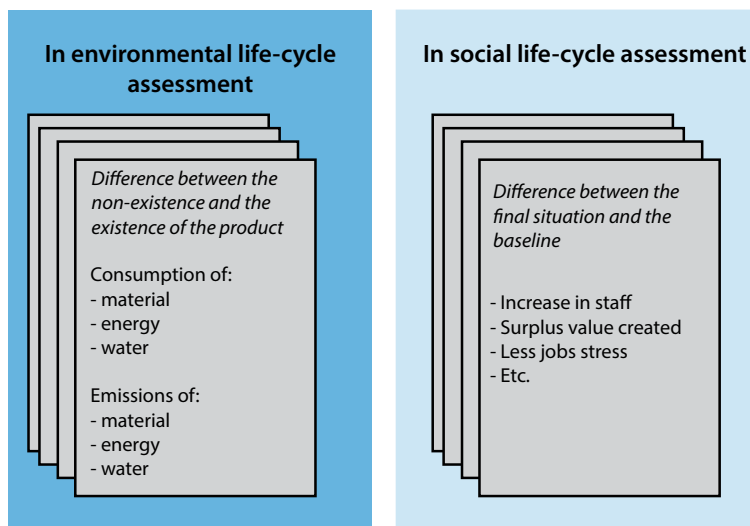 In environmental life-cycle
assessment
Difference between the
non-existence and the
existence of the product
Consumption of:
- material
- energy
- water
Emissions of:
- material
- energy
- water
In social life-cycle assessment
Difference between the
final situation and the
baseline
- Increase in staff
- Surplus value created
- Less jobs stress
- Etc.